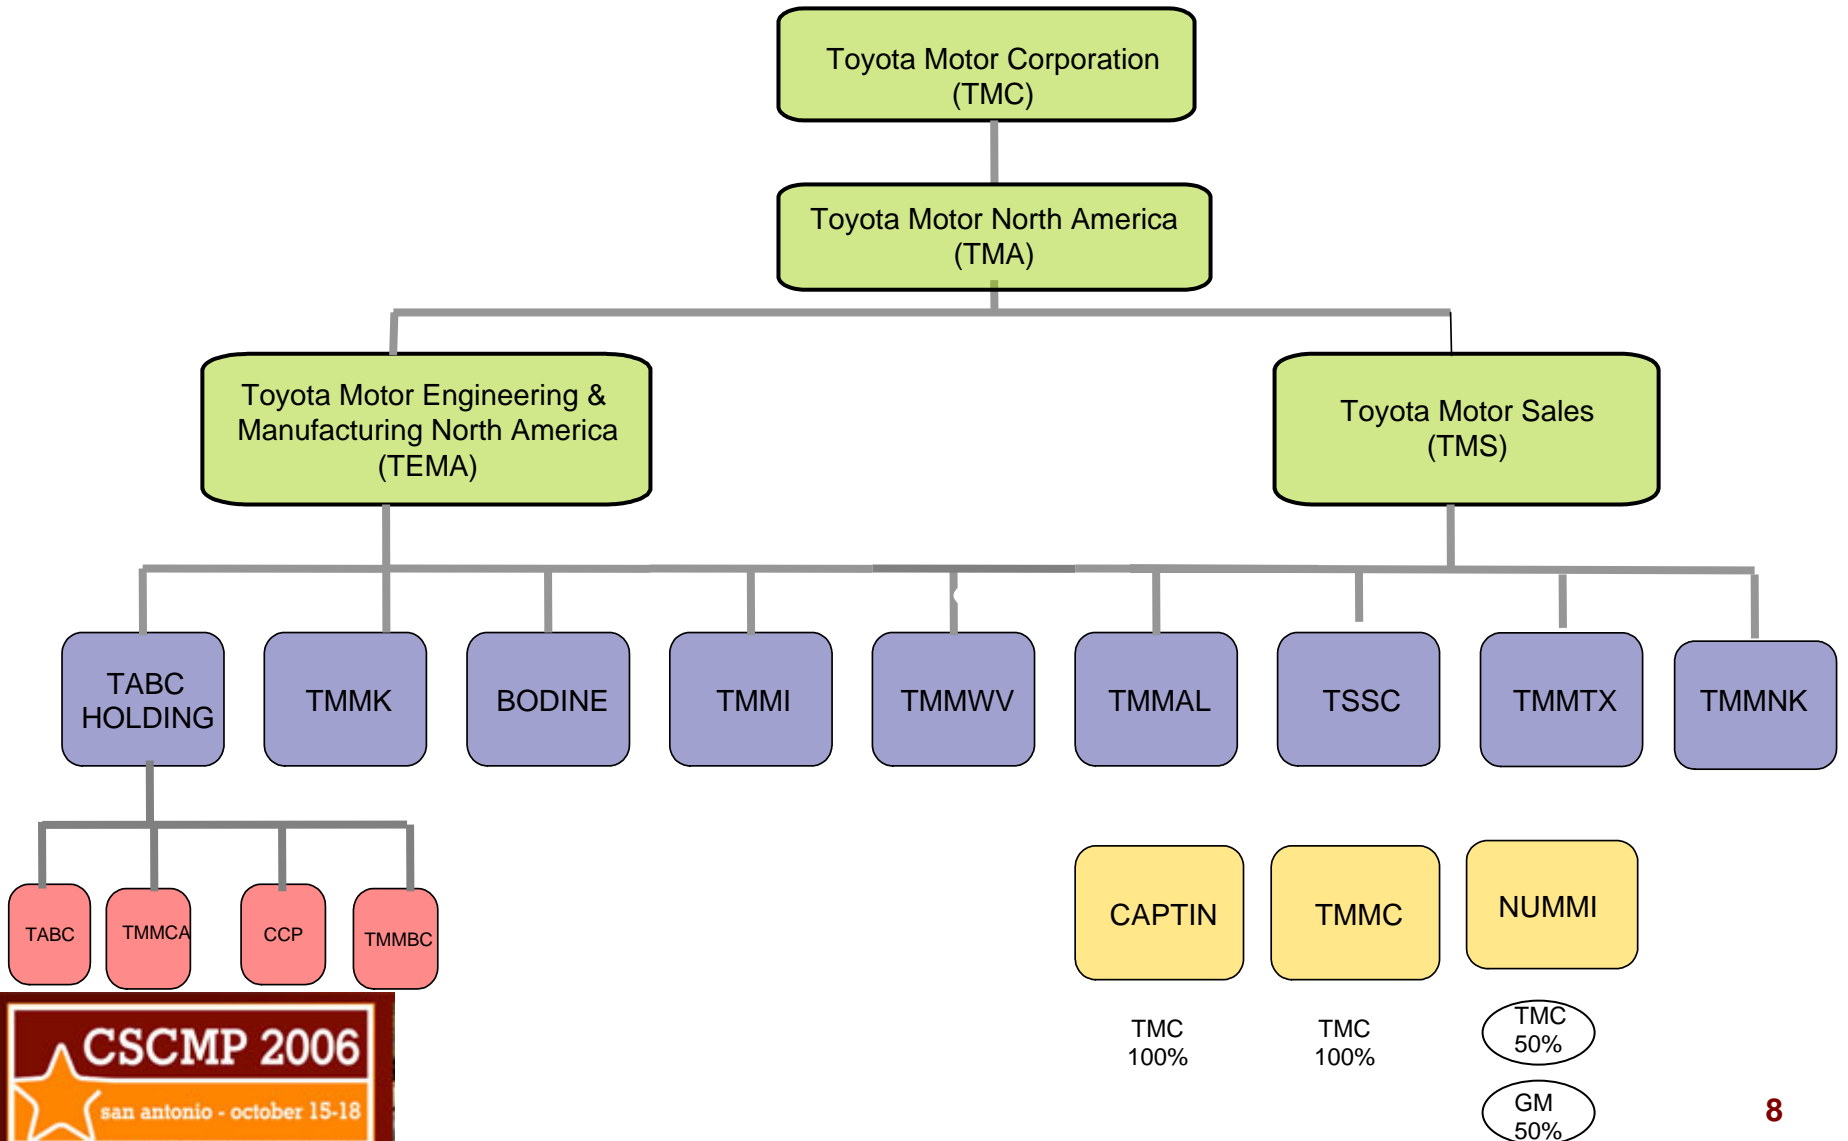 Toyota Motor Corporation
(TMC)
Toyota Motor North America
(TMA)
Toyota Motor Engineering &
Manufacturing North America
(TEMA)
Toyota Motor Sales
(TMS)
TABC
HOLDING
TMMK
BODINE
TMMI
TMMWV
TMMAL
TSSC
TMMTX
TMMNK
TABC
TMMCA
CCP
TMMBC
CAPTIN
TMMC
NUMMI
TMC
100%
TMC
100%
TMC
50%
GM
50%
CSCMP 2006
san antonio - october 15-18
8